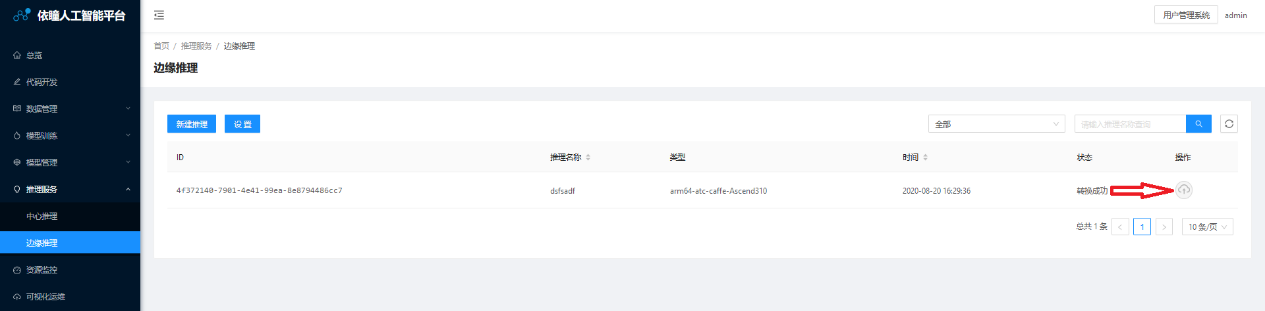 依瞳人工智能平台
用户管理系统 admin
首页 / 推理服务 / 边缘推理
边缘推理
总览
代码开发
数据管理
模型训练
模型管理
推理服务
中心推理
边缘推理
资源监控
可视化运维
新建推理 设 置 全部 请输入推理名称查询
ID 推理名称 类型 时间 状态 操作
4f372140-7901-4e41-99ea-8e8794486cc7 dsfsadf arm64-atc-caffe-Ascend310 2020-08-20 16:29:36 转换成功
总共 1 条 < 1 > 10 条/页